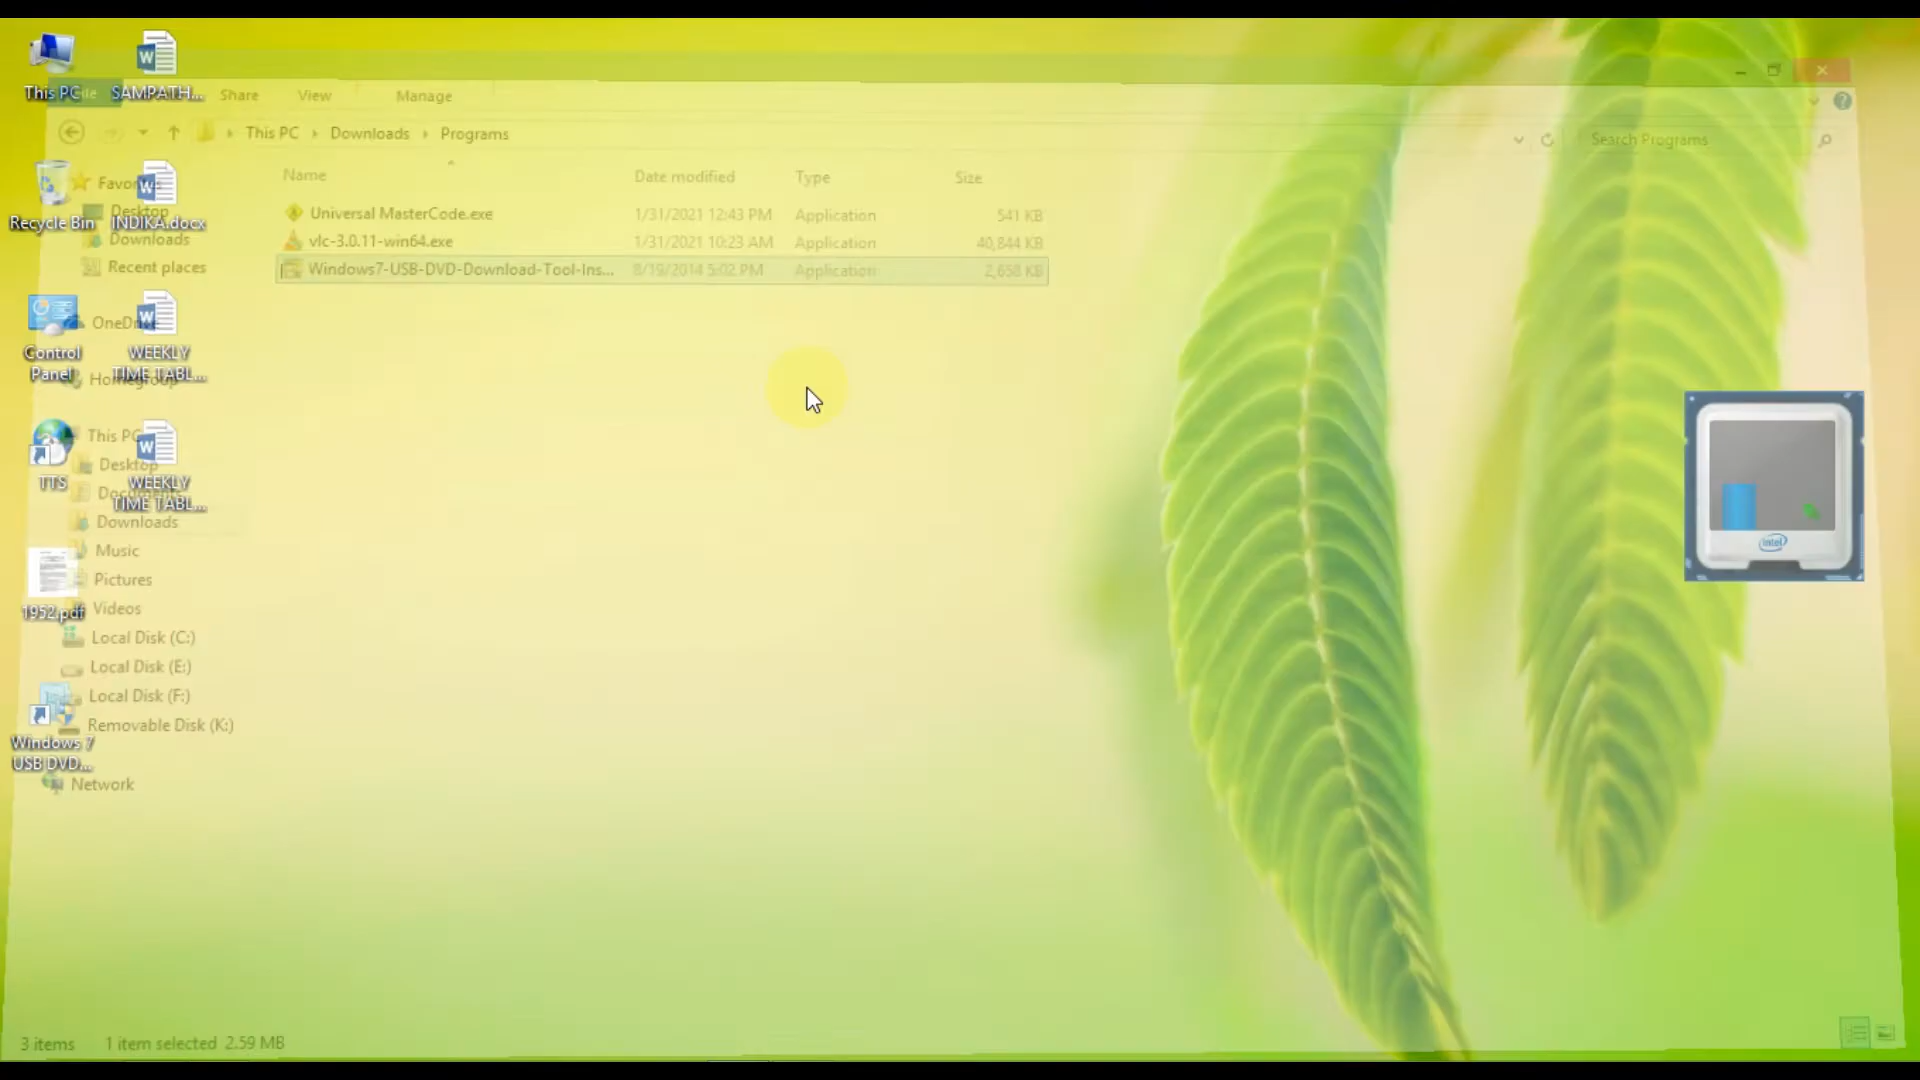 This PC
SAMPATH...
Share
View
Manage
This PC
Downloads
Programs
Search Programs
Name
Date modified
Type
Size
Universal MasterCode.exe
1/31/2021 12:43 PM
Application
541 KB
vlc-3.0.11-win64.exe
1/31/2021 10:23 AM
Application
40,844 KB
Windows7-USB-DVD-Download-Tool-Ins...
8/19/2014 5:02 PM
Application
2,658 KB
Recycle Bin
INDIKA.docx
Control
Panel
WEEKLY
TIME TABL...
TTS
WEEKLY
TIME TABL...
1952.pdf
Windows 7
USB DVD...
Desktop
Downloads
Recent places
Homegroup
This PC
Desktop
Downloads
Music
Pictures
Videos
Local Disk (C:)
Local Disk (E:)
Local Disk (F:)
Removable Disk (K:)
Network
intel
3 items
1 item selected 2.59 MB